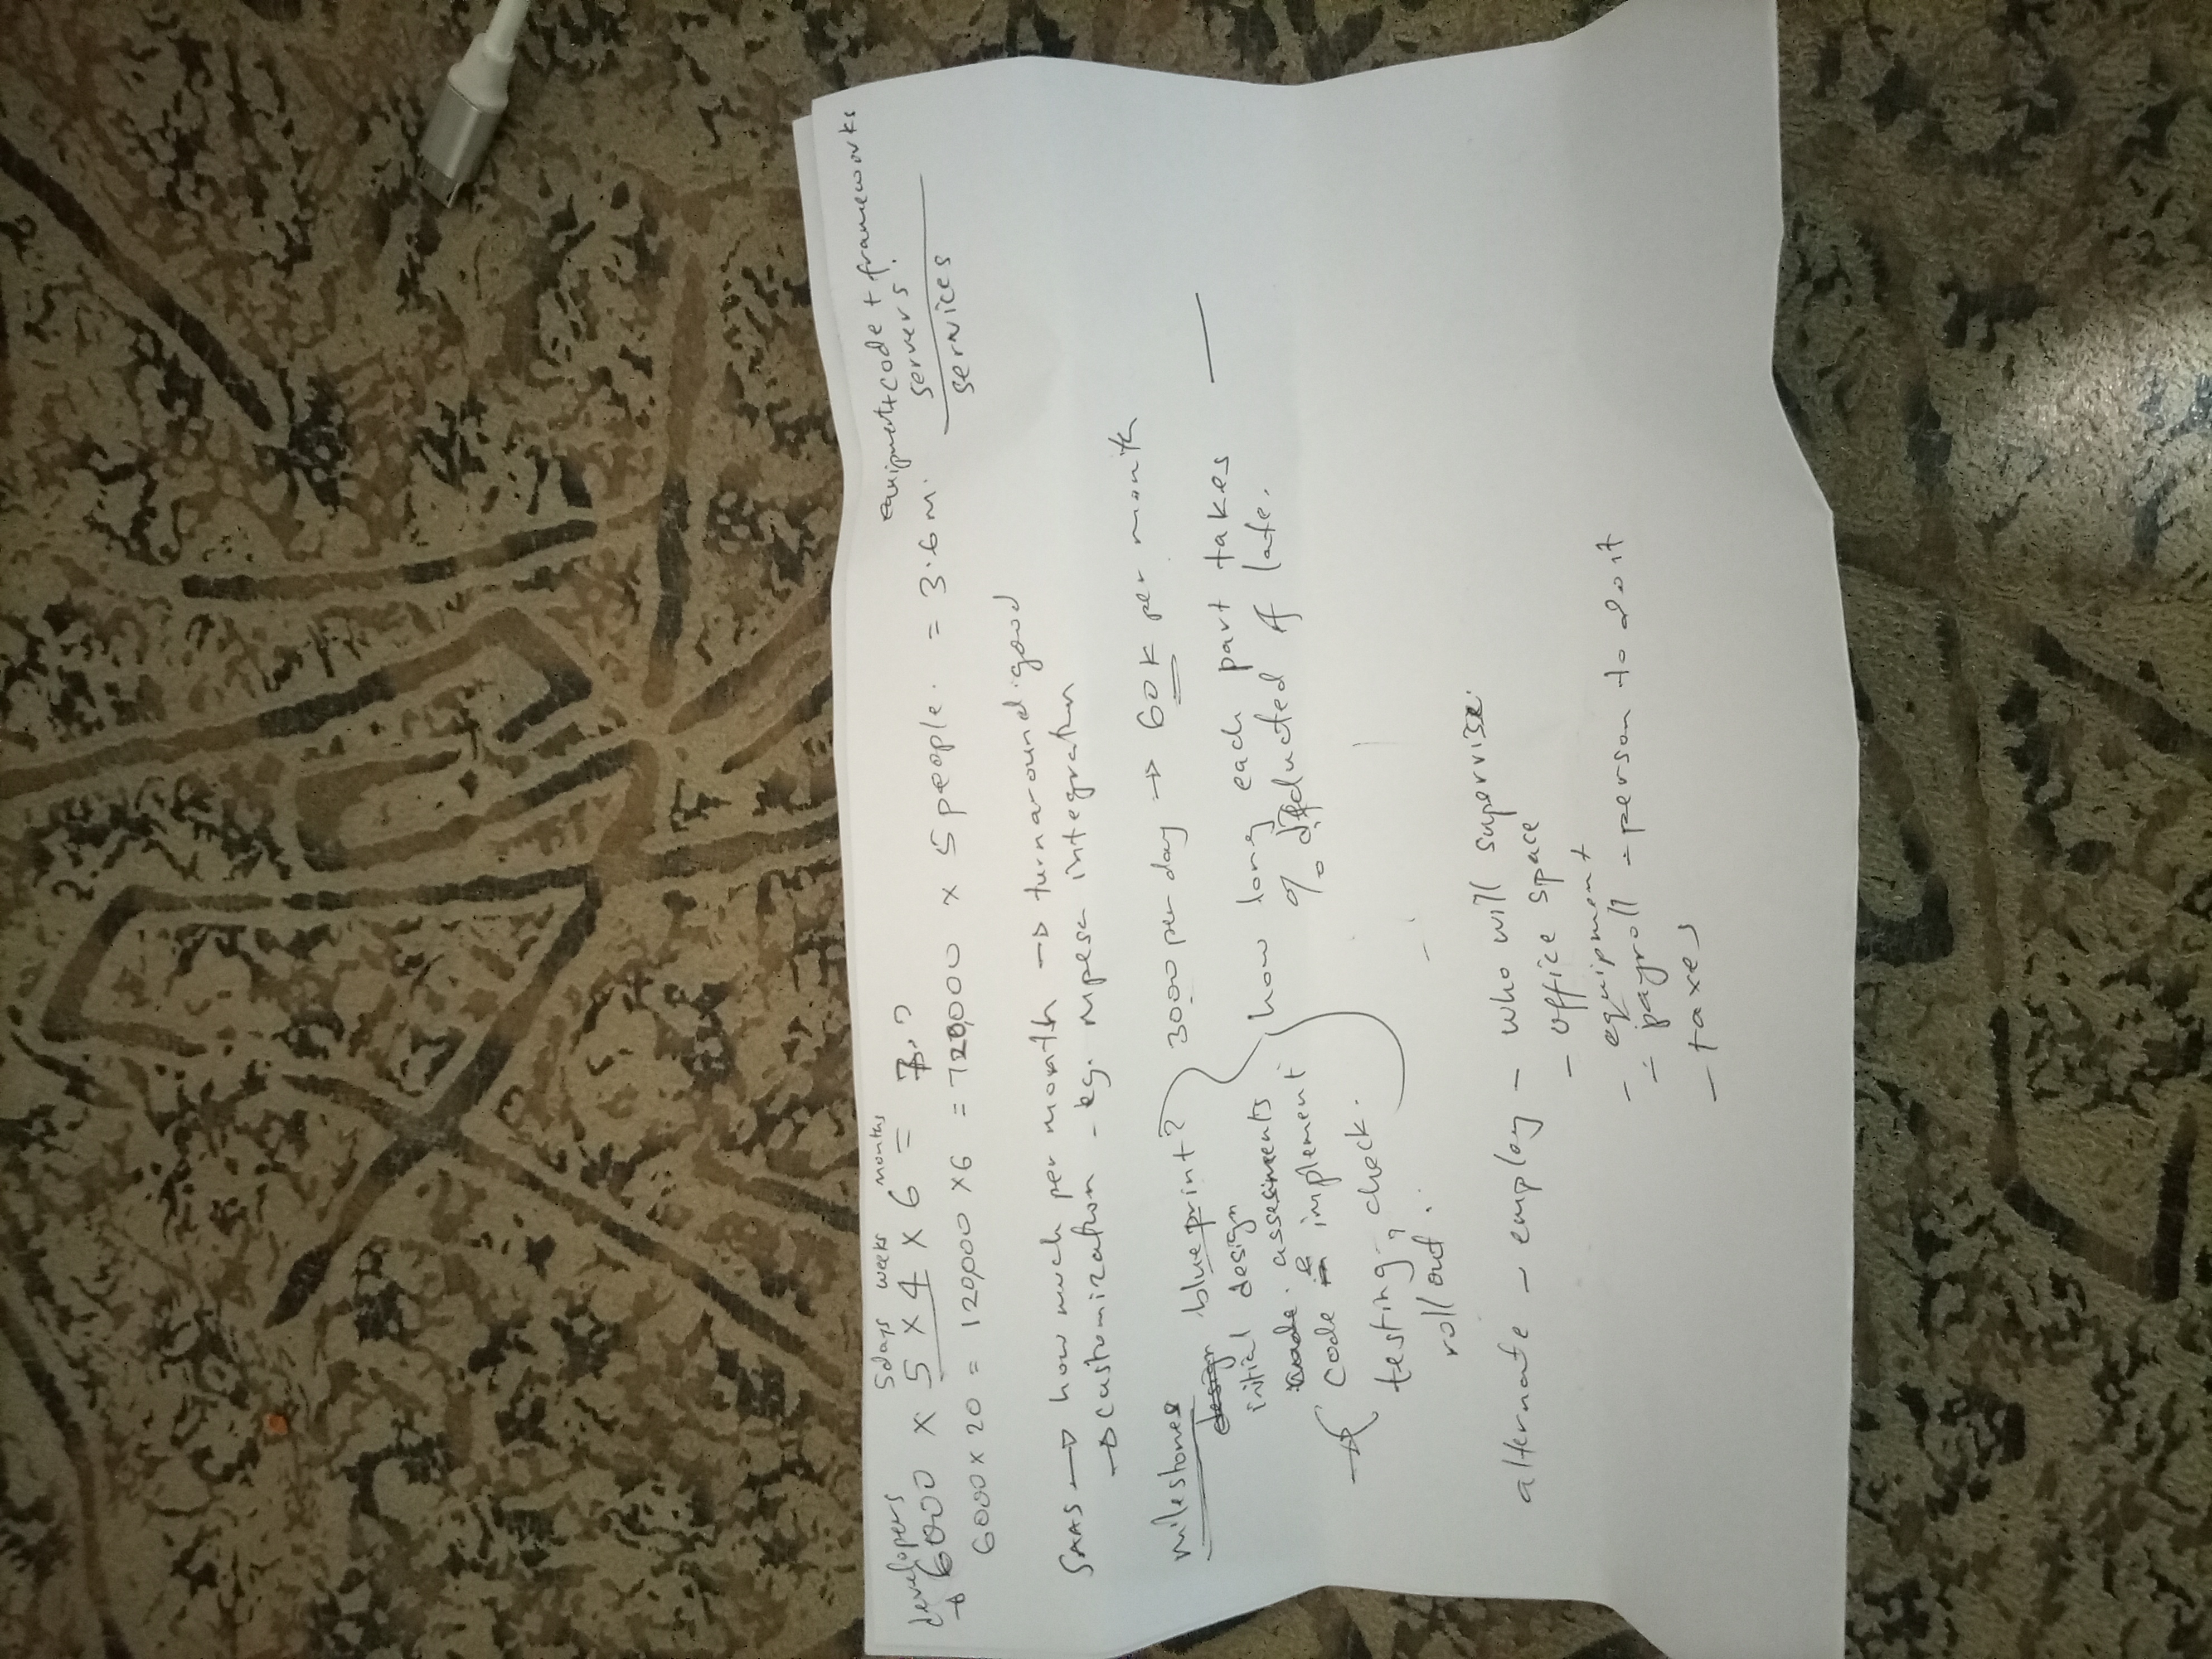 developers 5days weeks months
→ 6000 × 5 × 4 × 6 =
6000 × 20 = 120,000 × 6 = 720,000 × 5 people. = 3.6 m.
equipment + code + frameworks
servers
services
SAAS → how much per month → turnaround good
→ customization - eg. Mpesa integration
milestones
design blueprint?
initial design
code assesments
→ code & implement
testing, check.
roll out.
3000 per day → 60K per month
how long each part takes —
% deducted if late.
alternate - employ - who will supervise.
- office space
- equipment
- payroll - person to do it
- taxes